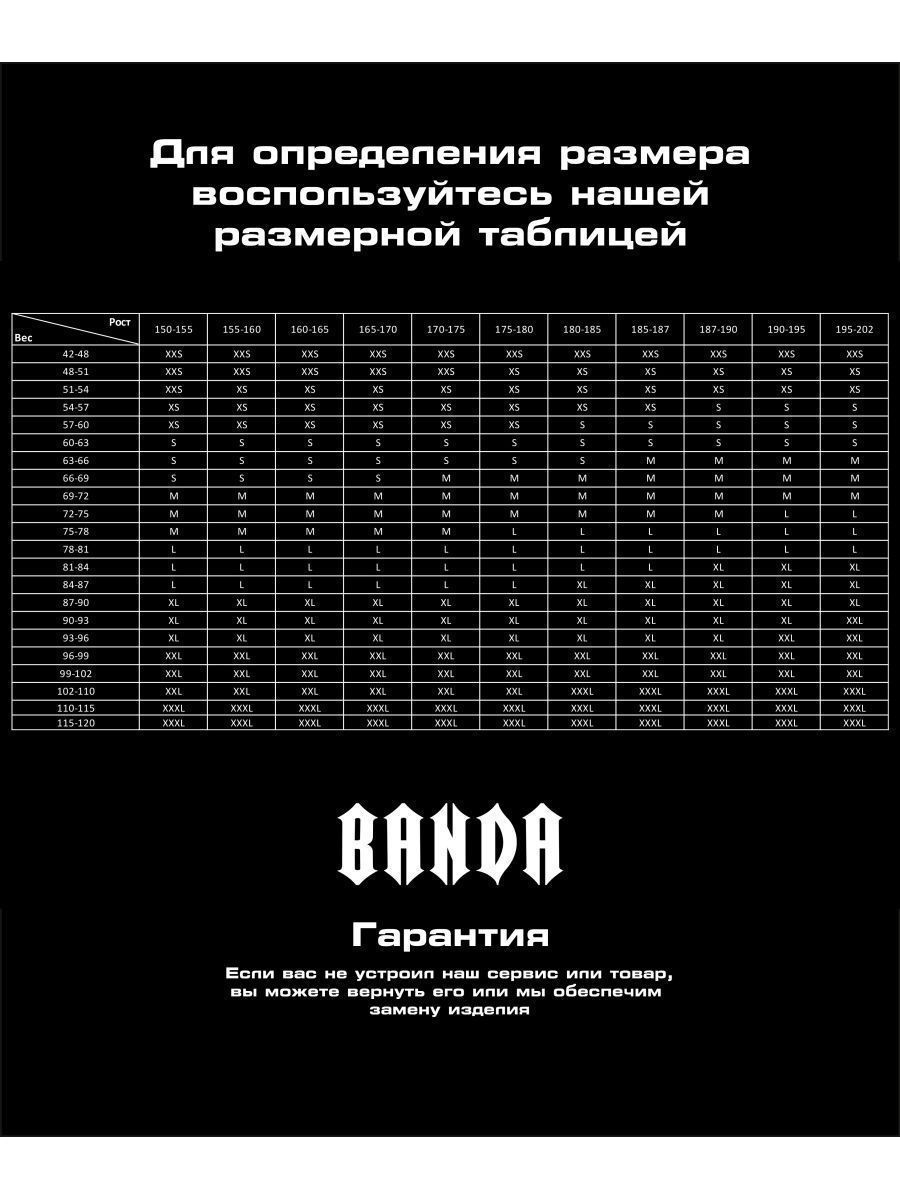 Для определения размера
воспользуйтесь нашей
размерной таблицей
Рост
Вес 150-155 155-160 160-165 165-170 170-175 175-180 180-185 185-187 187-190 190-195 195-202
42-48 XXS XXS XXS XXS XXS XXS XXS XXS XXS XXS XXS
48-51 XXS XXS XXS XXS XXS XS XS XS XS XS XS
51-54 XXS XS XS XS XS XS XS XS XS XS XS
54-57 XS XS XS XS XS XS XS XS S S S
57-60 XS XS XS XS XS XS S S S S S
60-63 S S S S S S S S S S S
63-66 S S S S S S S M M M M
66-69 S S S S M M M M M M M
69-72 M M M M M M M M M M M
72-75 M M M M M M M M M L L
75-78 M M M M M L L L L L L
78-81 L L L L L L L L L L L
81-84 L L L L L L L L XL XL XL
84-87 L L L L L L XL XL XL XL XL
87-90 XL XL XL XL XL XL XL XL XL XL XL
90-93 XL XL XL XL XL XL XL XL XL XL XXL
93-96 XL XL XL XL XL XL XL XL XL XXL XXL
96-99 XXL XXL XXL XXL XXL XXL XXL XXL XXL XXL XXL
99-102 XXL XXL XXL XXL XXL XXL XXL XXL XXL XXL XXL
102-110 XXL XXL XXL XXL XXL XXL XXXL XXXL XXXL XXXL XXXL
110-115 XXXL XXXL XXXL XXXL XXXL XXXL XXXL XXXL XXXL XXXL XXXL
115-120 XXXL XXXL XXXL XXXL XXXL XXXL XXXL XXXL XXXL XXXL XXXL
BANDA
Гарантия
Если вас не устроил наш сервис или товар,
вы можете вернуть его или мы обеспечим
замену изделия